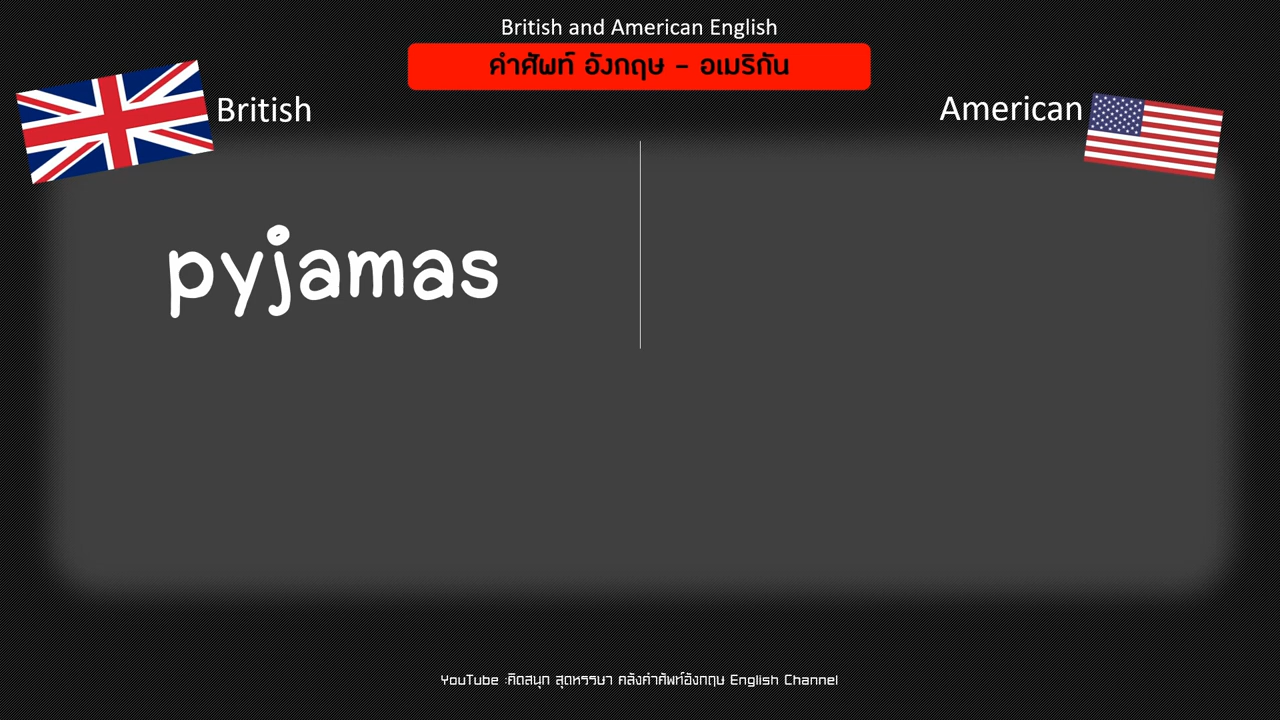 British and American English
คำศัพท์ อังกฤษ - อเมริกัน
British
American
pyjamas
YouTube :คิดสนุก สุดหรรษา คลังคำศัพท์อังกฤษ English Channel